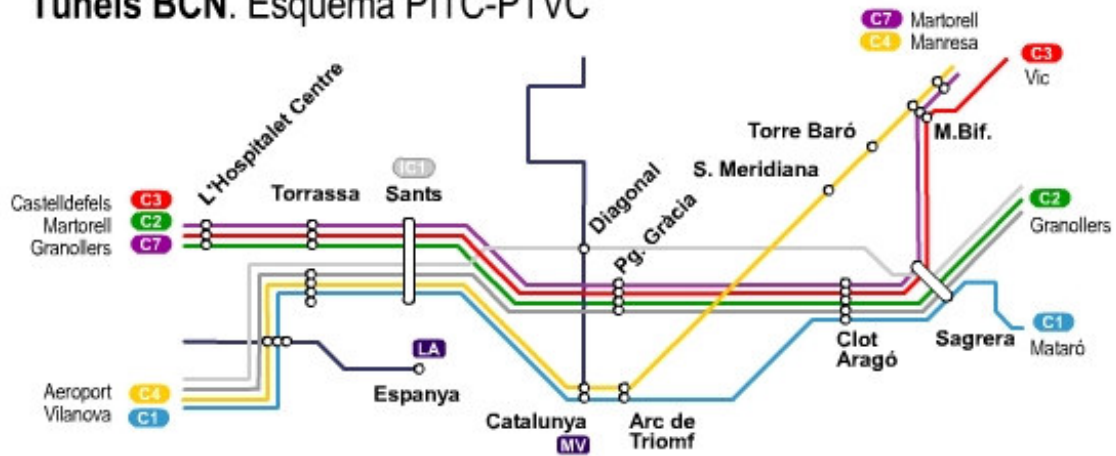 Túnels BCN. Esquema PITC-PTVC
C7 Martorell
C4 Manresa
C3
Vic
L'Hospitalet Centre
Torrassa
IC1
Sants
Diagonal
Pg. Gràcia
Torre Baró
S. Meridiana
M.Bif.
Castelldefels C3
Martorell C2
Granollers C7
C2
Granollers
LA
Espanya
Clot
Aragó
Sagrera
C1
Mataró
Aeroport C4
Vilanova C1
Catalunya
MV
Arc de
Triomf